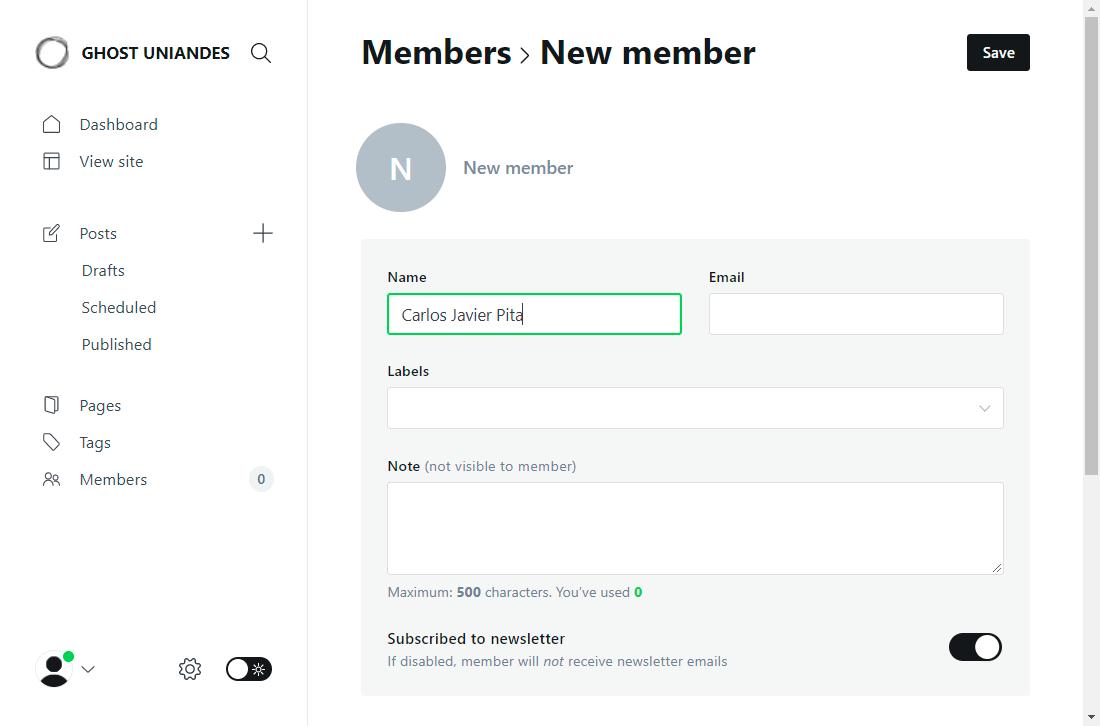 GHOST UNIANDES
Dashboard
View site
Posts
Drafts
Scheduled
Published
Pages
Tags
Members 0
Members > New member
Save
N
New member
Name
Carlos Javier Pita
Email
Labels
Note (not visible to member)
Maximum: 500 characters. You've used 0
Subscribed to newsletter
If disabled, member will not receive newsletter emails